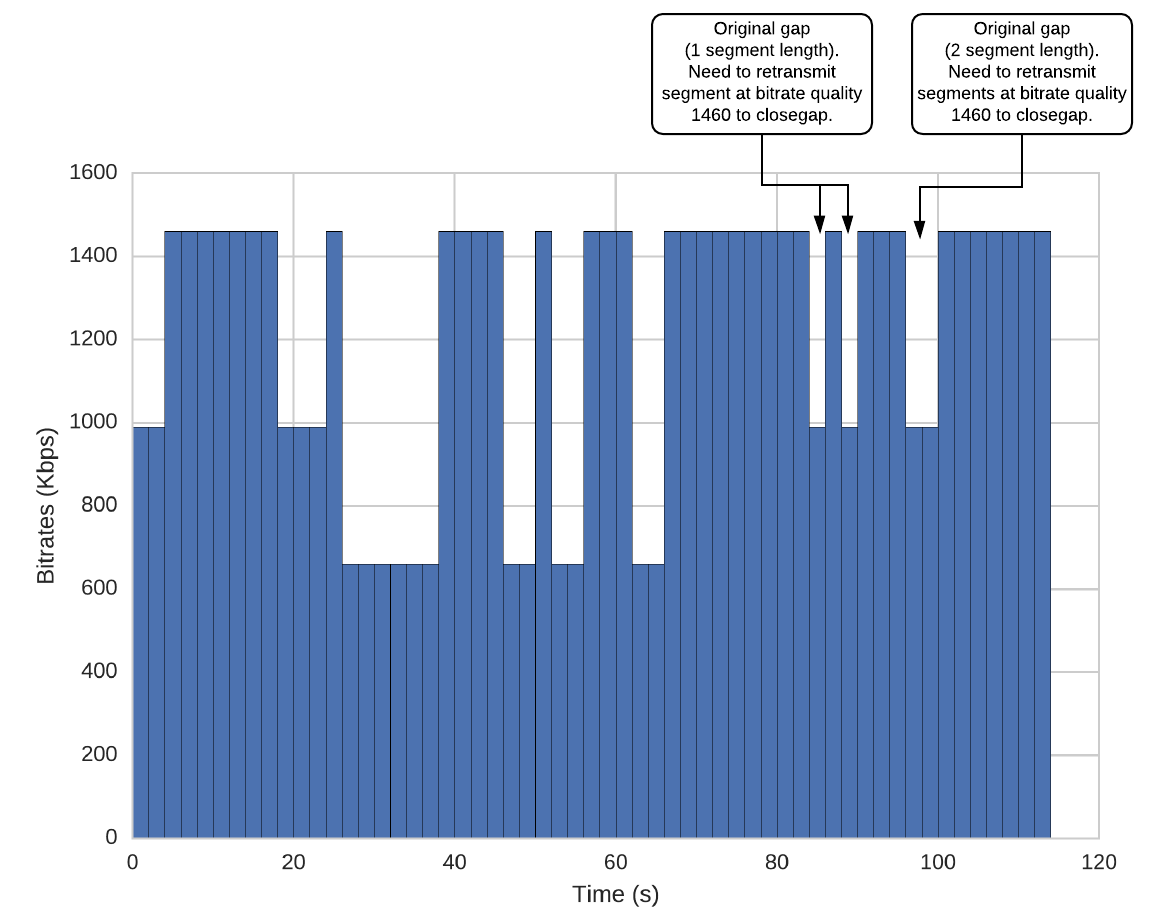 Original gap
(1 segment length).
Need to retransmit
segment at bitrate quality
1460 to closegap.
Original gap
(2 segment length).
Need to retransmit
segments at bitrate quality
1460 to closegap.
1600
1400
1200
1000
800
600
400
200
0
Bitrates (Kbps)
0 20 40 60 80 100 120
Time (s)